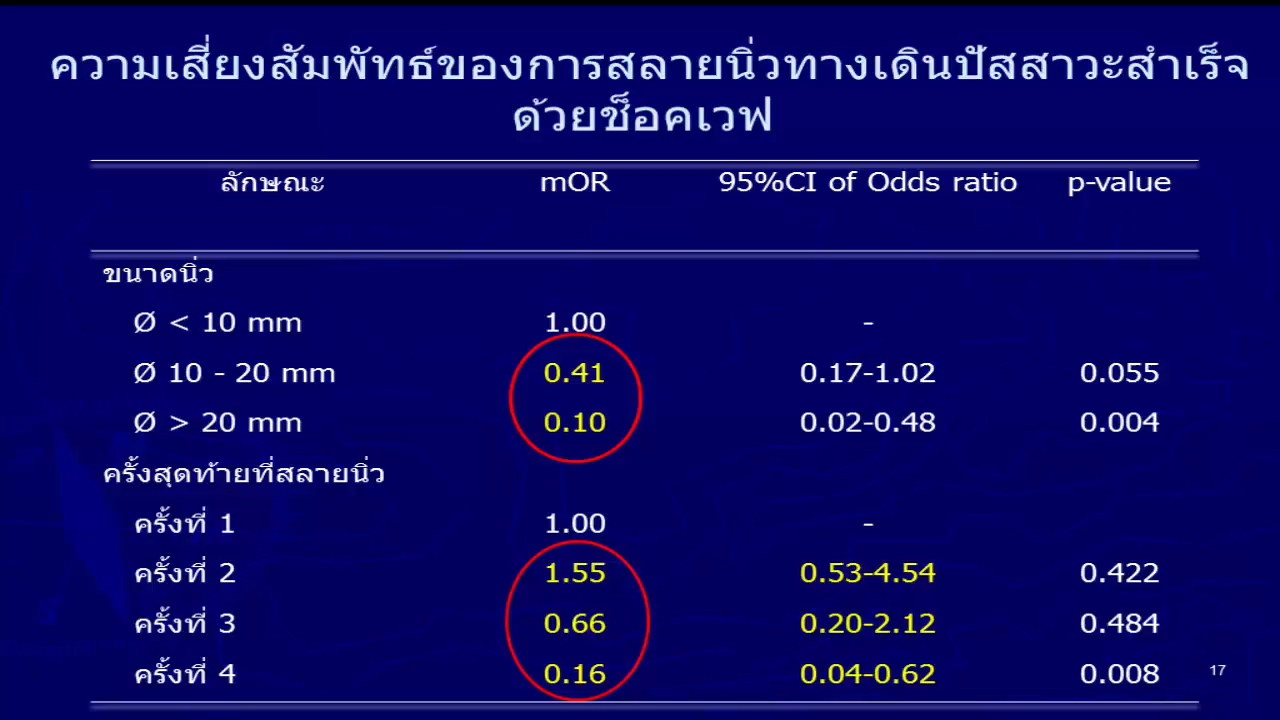 ความเสี่ยงสัมพัทธ์ของการสลายนิ่วทางเดินปัสสาวะสำเร็จ
ด้วยช็อคเวฟ
ลักษณะ mOR 95%CI of Odds ratio p-value
ขนาดนิ่ว
Ø < 10 mm 1.00 -
Ø 10 - 20 mm 0.41 0.17-1.02 0.055
Ø > 20 mm 0.10 0.02-0.48 0.004
ครั้งสุดท้ายที่สลายนิ่ว
ครั้งที่ 1 1.00 -
ครั้งที่ 2 1.55 0.53-4.54 0.422
ครั้งที่ 3 0.66 0.20-2.12 0.484
ครั้งที่ 4 0.16 0.04-0.62 0.008
17